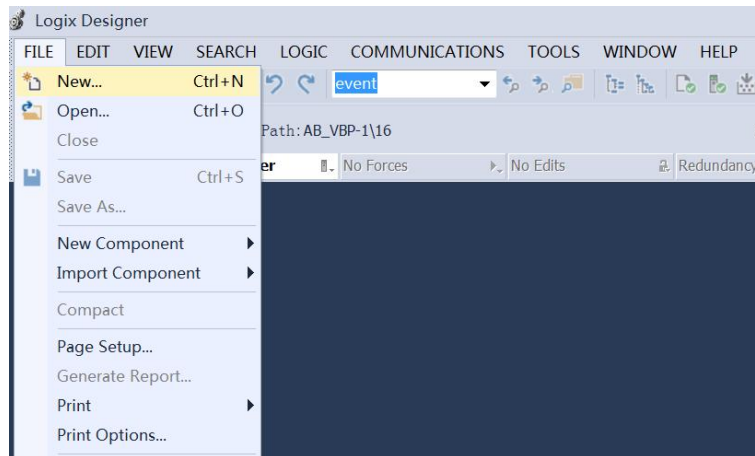 Logix Designer
FILE EDIT VIEW SEARCH LOGIC COMMUNICATIONS TOOLS WINDOW HELP
New... Ctrl+N event
Open... Ctrl+O
Path: AB_VBP-1\16
Close
er No Forces No Edits Redundancy
Save Ctrl+S
Save As...
New Component
Import Component
Compact
Page Setup...
Generate Report...
Print
Print Options...